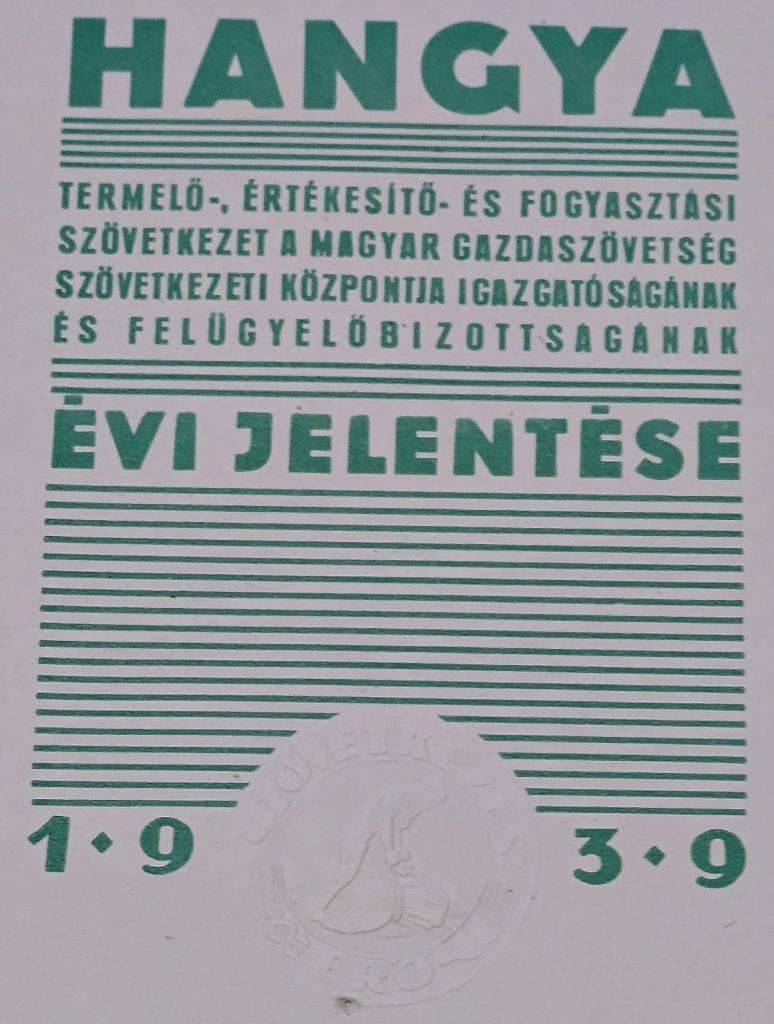 HANGYA
TERMELŐ-, ÉRTÉKESÍTŐ- ÉS FOGYASZTÁSI
SZÖVETKEZET A MAGYAR GAZDASZÖVETSÉG
SZÖVETKEZETI KÖZPONTJA IGAZGATÓSÁGÁNAK
ÉS FELÜGYELŐBIZOTTSÁGÁNAK
ÉVI JELENTÉSE
1·9 3·9